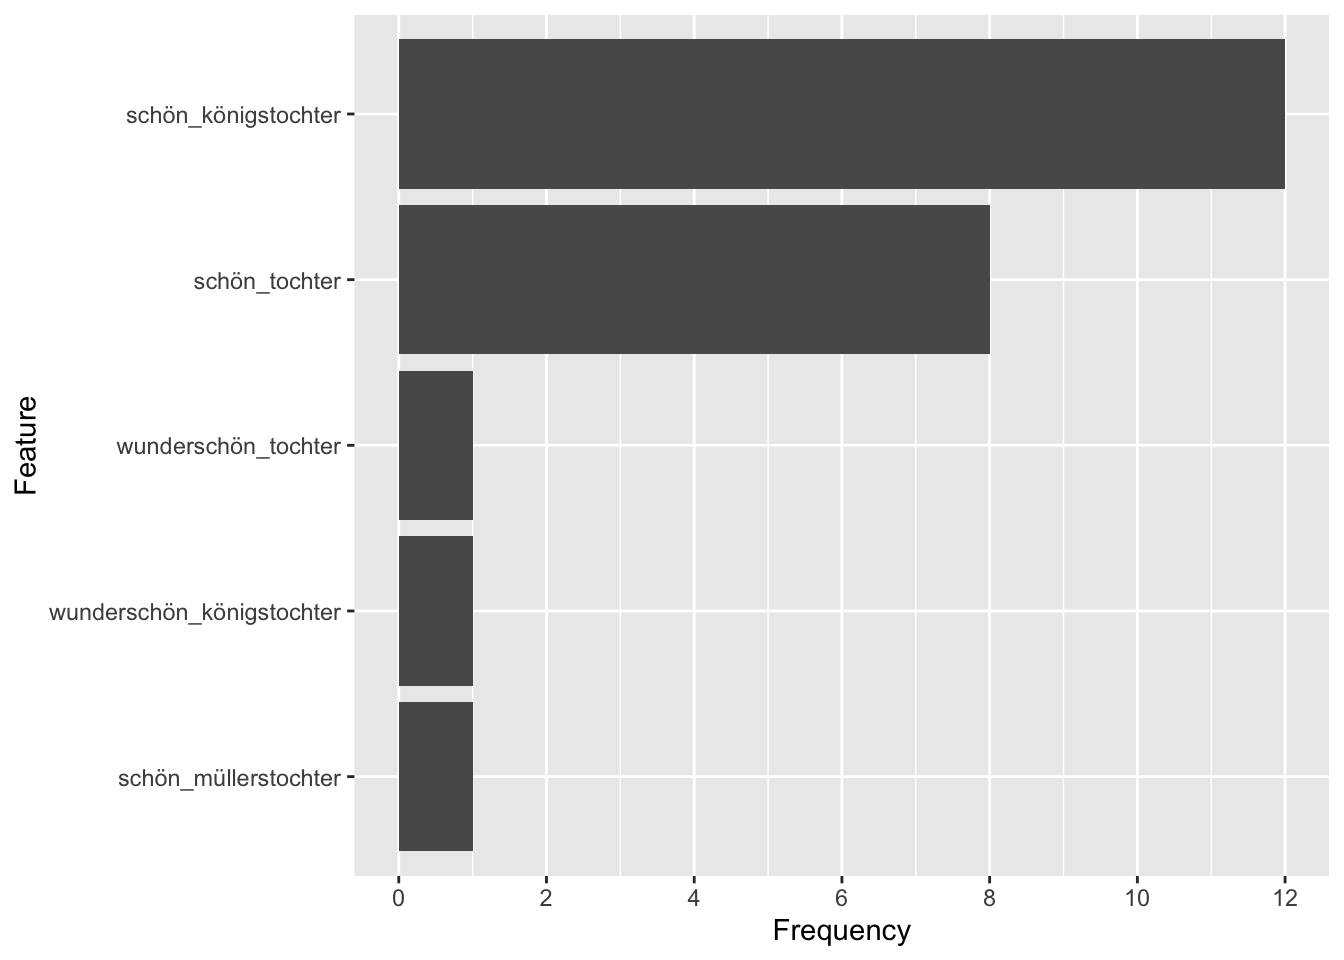 schön_königstochter
schön_tochter
wunderschön_tochter
wunderschön_königstochter
schön_müllerstochter
Feature
0 2 4 6 8 10 12
Frequency